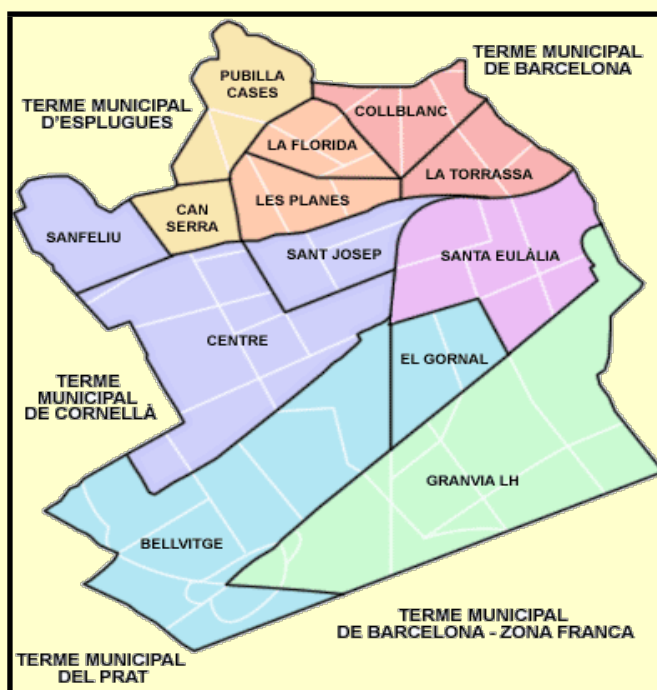 TERME MUNICIPAL
DE BARCELONA
PUBILLA
CASES
TERME MUNICIPAL
D'ESPLUGUES
COLLBLANC
LA FLORIDA
LA TORRASSA
LES PLANES
CAN
SERRA
SANFELIU
SANT JOSEP
SANTA EULÀLIA
CENTRE
EL GORNAL
TERME
MUNICIPAL
DE CORNELLÀ
GRANVIA LH
BELLVITGE
TERME MUNICIPAL
DE BARCELONA - ZONA FRANCA
TERME MUNICIPAL
DEL PRAT